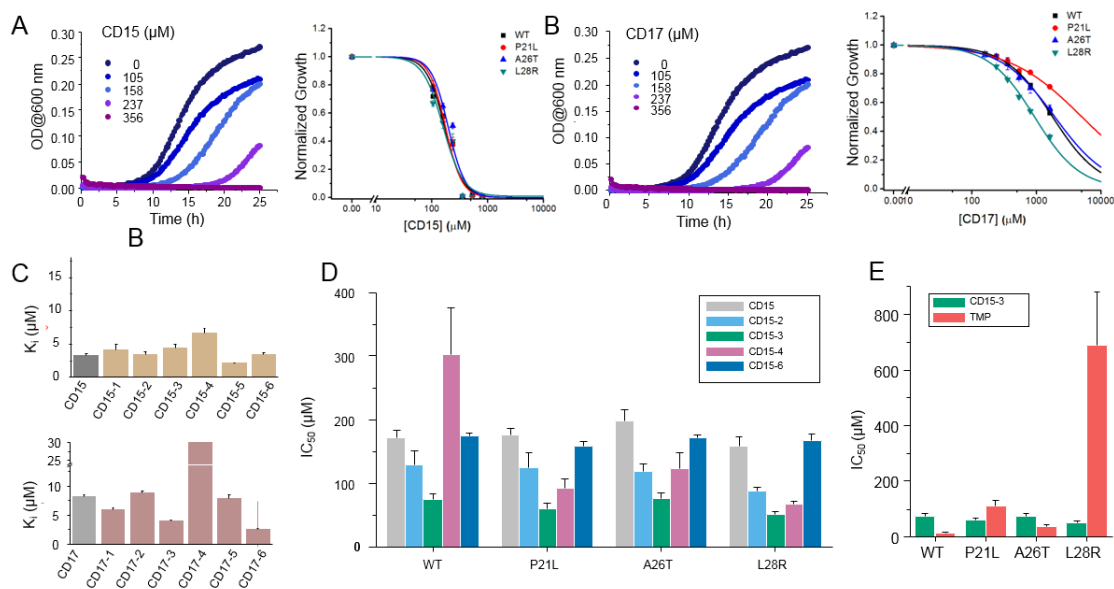 A
CD15 (µM)
0
105
158
237
356
0.30
0.25
0.20
0.15
0.10
0.05
0.00
OD@600 nm
0 5 10 15 20 25
Time (h)
WT
P21L
A26T
L28R
1.0
0.8
0.6
0.4
0.2
0.0
Normalized Growth
0.00 10 100 1000 10000
[CD15] (µM)
B
CD17 (µM)
0
105
158
237
356
0.30
0.25
0.20
0.15
0.10
0.05
0.00
OD@600 nm
0 5 10 15 20 25
Time (h)
WT
P21L
A26T
L28R
1.0
0.8
0.6
0.4
0.2
0.0
Normalized Growth
0.00 10 100 1000 10000
[CD17] (µM)
B
C
15
10
5
0
Ki (µM)
CD15 CD15-1 CD15-2 CD15-3 CD15-4 CD15-5 CD15-6
30
25
10
5
0
Ki (µM)
CD17 CD17-1 CD17-2 CD17-3 CD17-4 CD17-5 CD17-6
D
CD15
CD15-2
CD15-3
CD15-4
CD15-6
400
300
200
100
0
IC50 (µM)
WT P21L A26T L28R
E
CD15-3
TMP
800
600
400
200
0
IC50 (µM)
WT P21L A26T L28R